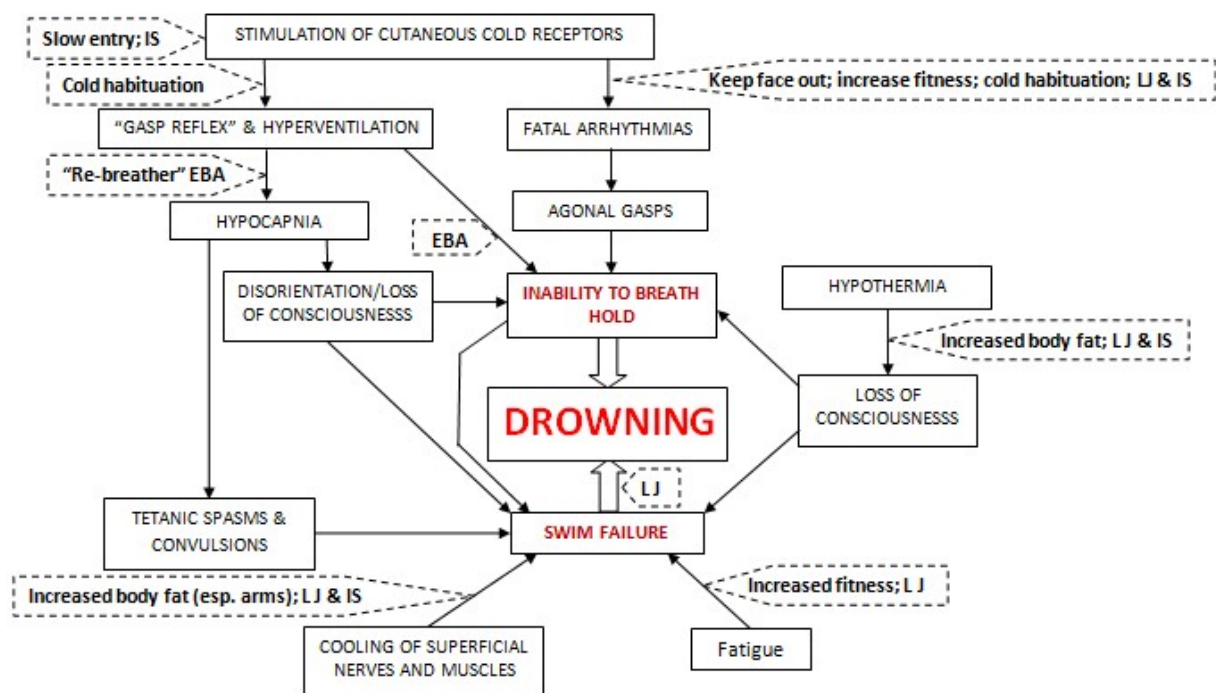 Slow entry; IS
STIMULATION OF CUTANEOUS COLD RECEPTORS
Cold habituation
Keep face out; increase fitness; cold habituation; LJ & IS
“GASP REFLEX” & HYPERVENTILATION
FATAL ARRHYTHMIAS
“Re-breather” EBA
HYPOCAPNIA
AGONAL GASPS
EBA
DISORIENTATION/LOSS
OF CONSCIOUSNESSS
INABILITY TO BREATH
HOLD
HYPOTHERMIA
Increased body fat; L J & IS
DROWNING
LOSS OF
CONSCIOUSNESSS
L J
TETANIC SPASMS &
CONVULSIONS
SWIM FAILURE
Increased body fat (esp. arms); L J & IS
Increased fitness; L J
COOLING OF SUPERFICIAL
NERVES AND MUSCLES
Fatigue